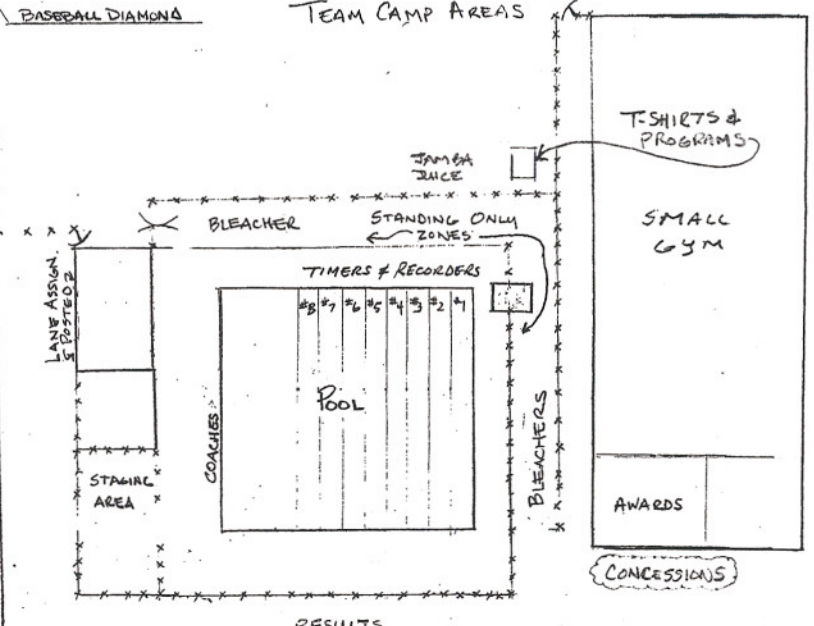 BASEBALL DIAMOND
TEAM CAMP AREAS
T-SHIRTS &
PROGRAMS
JAMBA
JUICE
BLEACHER
STANDING ONLY
ZONES
SMALL
GYM
TIMERS & RECORDERS
LANE ASSIGN.
POSTED
#8 #7 #6 #5 #4 #3 #2 #1
POOL
COACHES
BLEACHERS
STAGING
AREA
AWARDS
CONCESSIONS
RESULTS